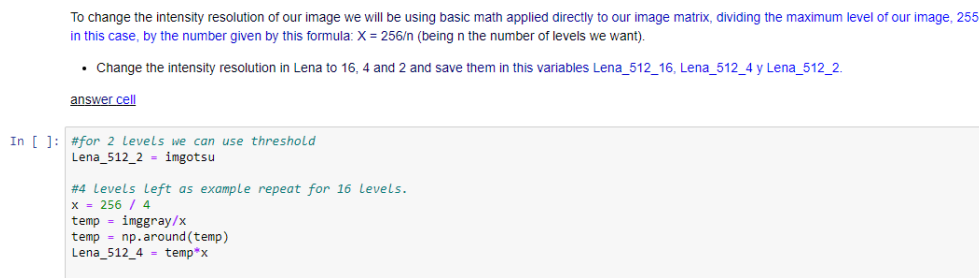 To change the intensity resolution of our image we will be using basic math applied directly to our image matrix, dividing the maximum level of our image, 255
in this case, by the number given by this formula: X = 256/n (being n the number of levels we want).
• Change the intensity resolution in Lena to 16, 4 and 2 and save them in this variables Lena_512_16, Lena_512_4 y Lena_512_2.
answer cell
In [ ]: #for 2 levels we can use threshold
Lena_512_2 = imgotsu
#4 levels left as example repeat for 16 levels.
x = 256 / 4
temp = imggray/x
temp = np.around(temp)
Lena_512_4 = temp*x